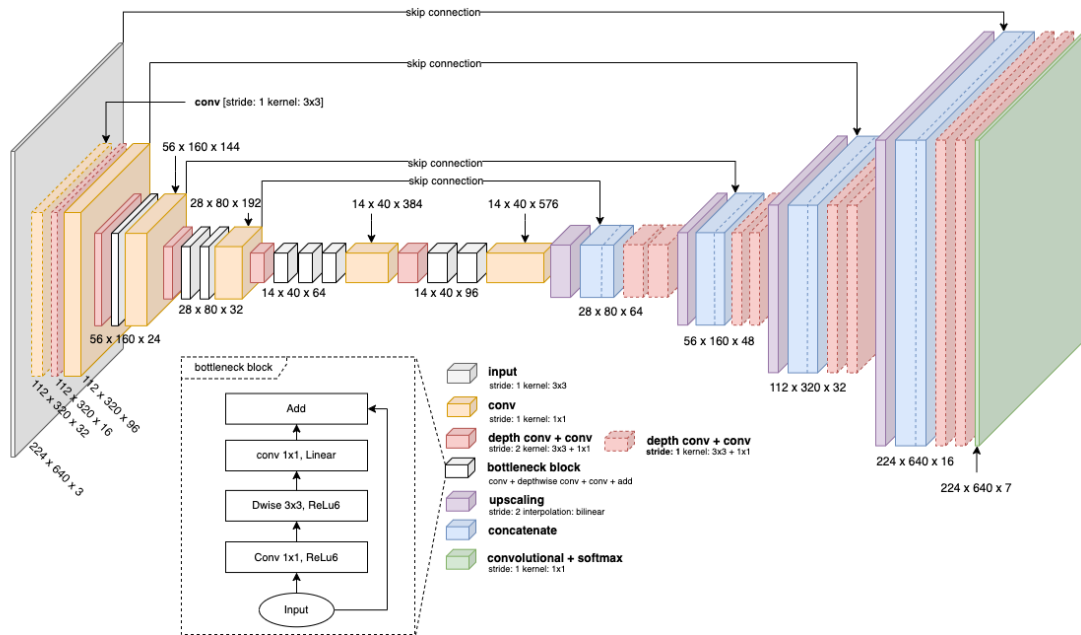 skip connection
skip connection
conv [stride: 1 kernel: 3x3]
56 x 160 x 144
skip connection
skip connection
28 x 80 x 192
14 x 40 x 384
14 x 40 x 576
14 x 40 x 64
14 x 40 x 96
28 x 80 x 32
28 x 80 x 64
56 x 160 x 24
56 x 160 x 48
112 x 320 x 96
112 x 320 x 16
112 x 320 x 32
112 x 320 x 32
224 x 640 x 3
224 x 640 x 16
224 x 640 x 7
bottleneck block
Add
conv 1x1, Linear
Dwise 3x3, ReLu6
Conv 1x1, ReLu6
Input
input
stride: 1 kernel: 3x3
conv
stride: 1 kernel: 1x1
depth conv + conv
stride: 2 kernel: 3x3 + 1x1
depth conv + conv
stride: 1 kernel: 3x3 + 1x1
bottleneck block
conv + depthwise conv + conv + add
upscaling
stride: 2 interpolation: bilinear
concatenate
convolutional + softmax
stride: 1 kernel: 1x1